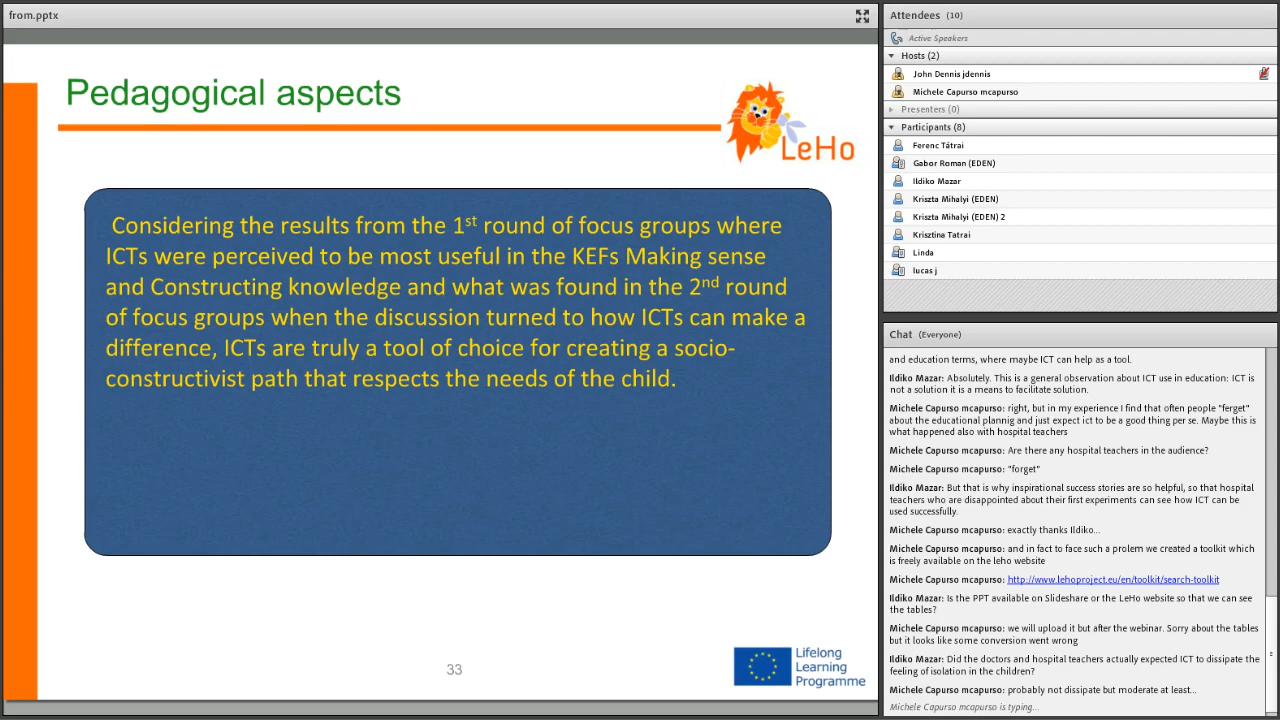 from.pptx
Pedagogical aspects
LeHo
Considering the results from the 1st round of focus groups where
ICTs were perceived to be most useful in the KEFs Making sense
and Constructing knowledge and what was found in the 2nd round
of focus groups when the discussion turned to how ICTs can make a
difference, ICTs are truly a tool of choice for creating a socio-
constructivist path that respects the needs of the child.
33
Lifelong
Learning
Programme
Attendees (10)
Active Speakers
Hosts (2)
John Dennis jdennis
Michele Capurso mcapurso
Presenters (0)
Participants (8)
Ferenc Tátrai
Gabor Roman (EDEN)
Ildiko Mazar
Kriszta Mihalyi (EDEN)
Kriszta Mihalyi (EDEN) 2
Krisztina Tatrai
Linda
lucas j
Chat (Everyone)
and education terms, where maybe ICT can help as a tool.
Ildiko Mazar: Absolutely. This is a general observation about ICT use in education: ICT is
not a solution it is a means to facilitate solution.
Michele Capurso mcapurso: right, but in my experience I find that often people "ferget"
about the educational plannig and just expect ict to be a good thing per se. Maybe this is
what happened also with hospital teachers
Michele Capurso mcapurso: Are there any hospital teachers in the audience?
Michele Capurso mcapurso: "forget"
Ildiko Mazar: But that is why inspirational success stories are so helpful, so that hospital
teachers who are disappointed about their first experiments can see how ICT can be
used successfully.
Michele Capurso mcapurso: exactly thanks Ildiko...
Michele Capurso mcapurso: and in fact to face such a prolem we created a toolkit which
is freely available on the leho website
Michele Capurso mcapurso: http://www.lehoproject.eu/en/toolkit/search-toolkit
Ildiko Mazar: Is the PPT available on Slideshare or the LeHo website so that we can see
the tables?
Michele Capurso mcapurso: we will upload it but after the webinar. Sorry about the tables
but it looks like some conversion went wrong
Ildiko Mazar: Did the doctors and hospital teachers actually expected ICT to dissipate the
feeling of isolation in the children?
Michele Capurso mcapurso: probably not dissipate but moderate at least...
Michele Capurso mcapurso is typing...